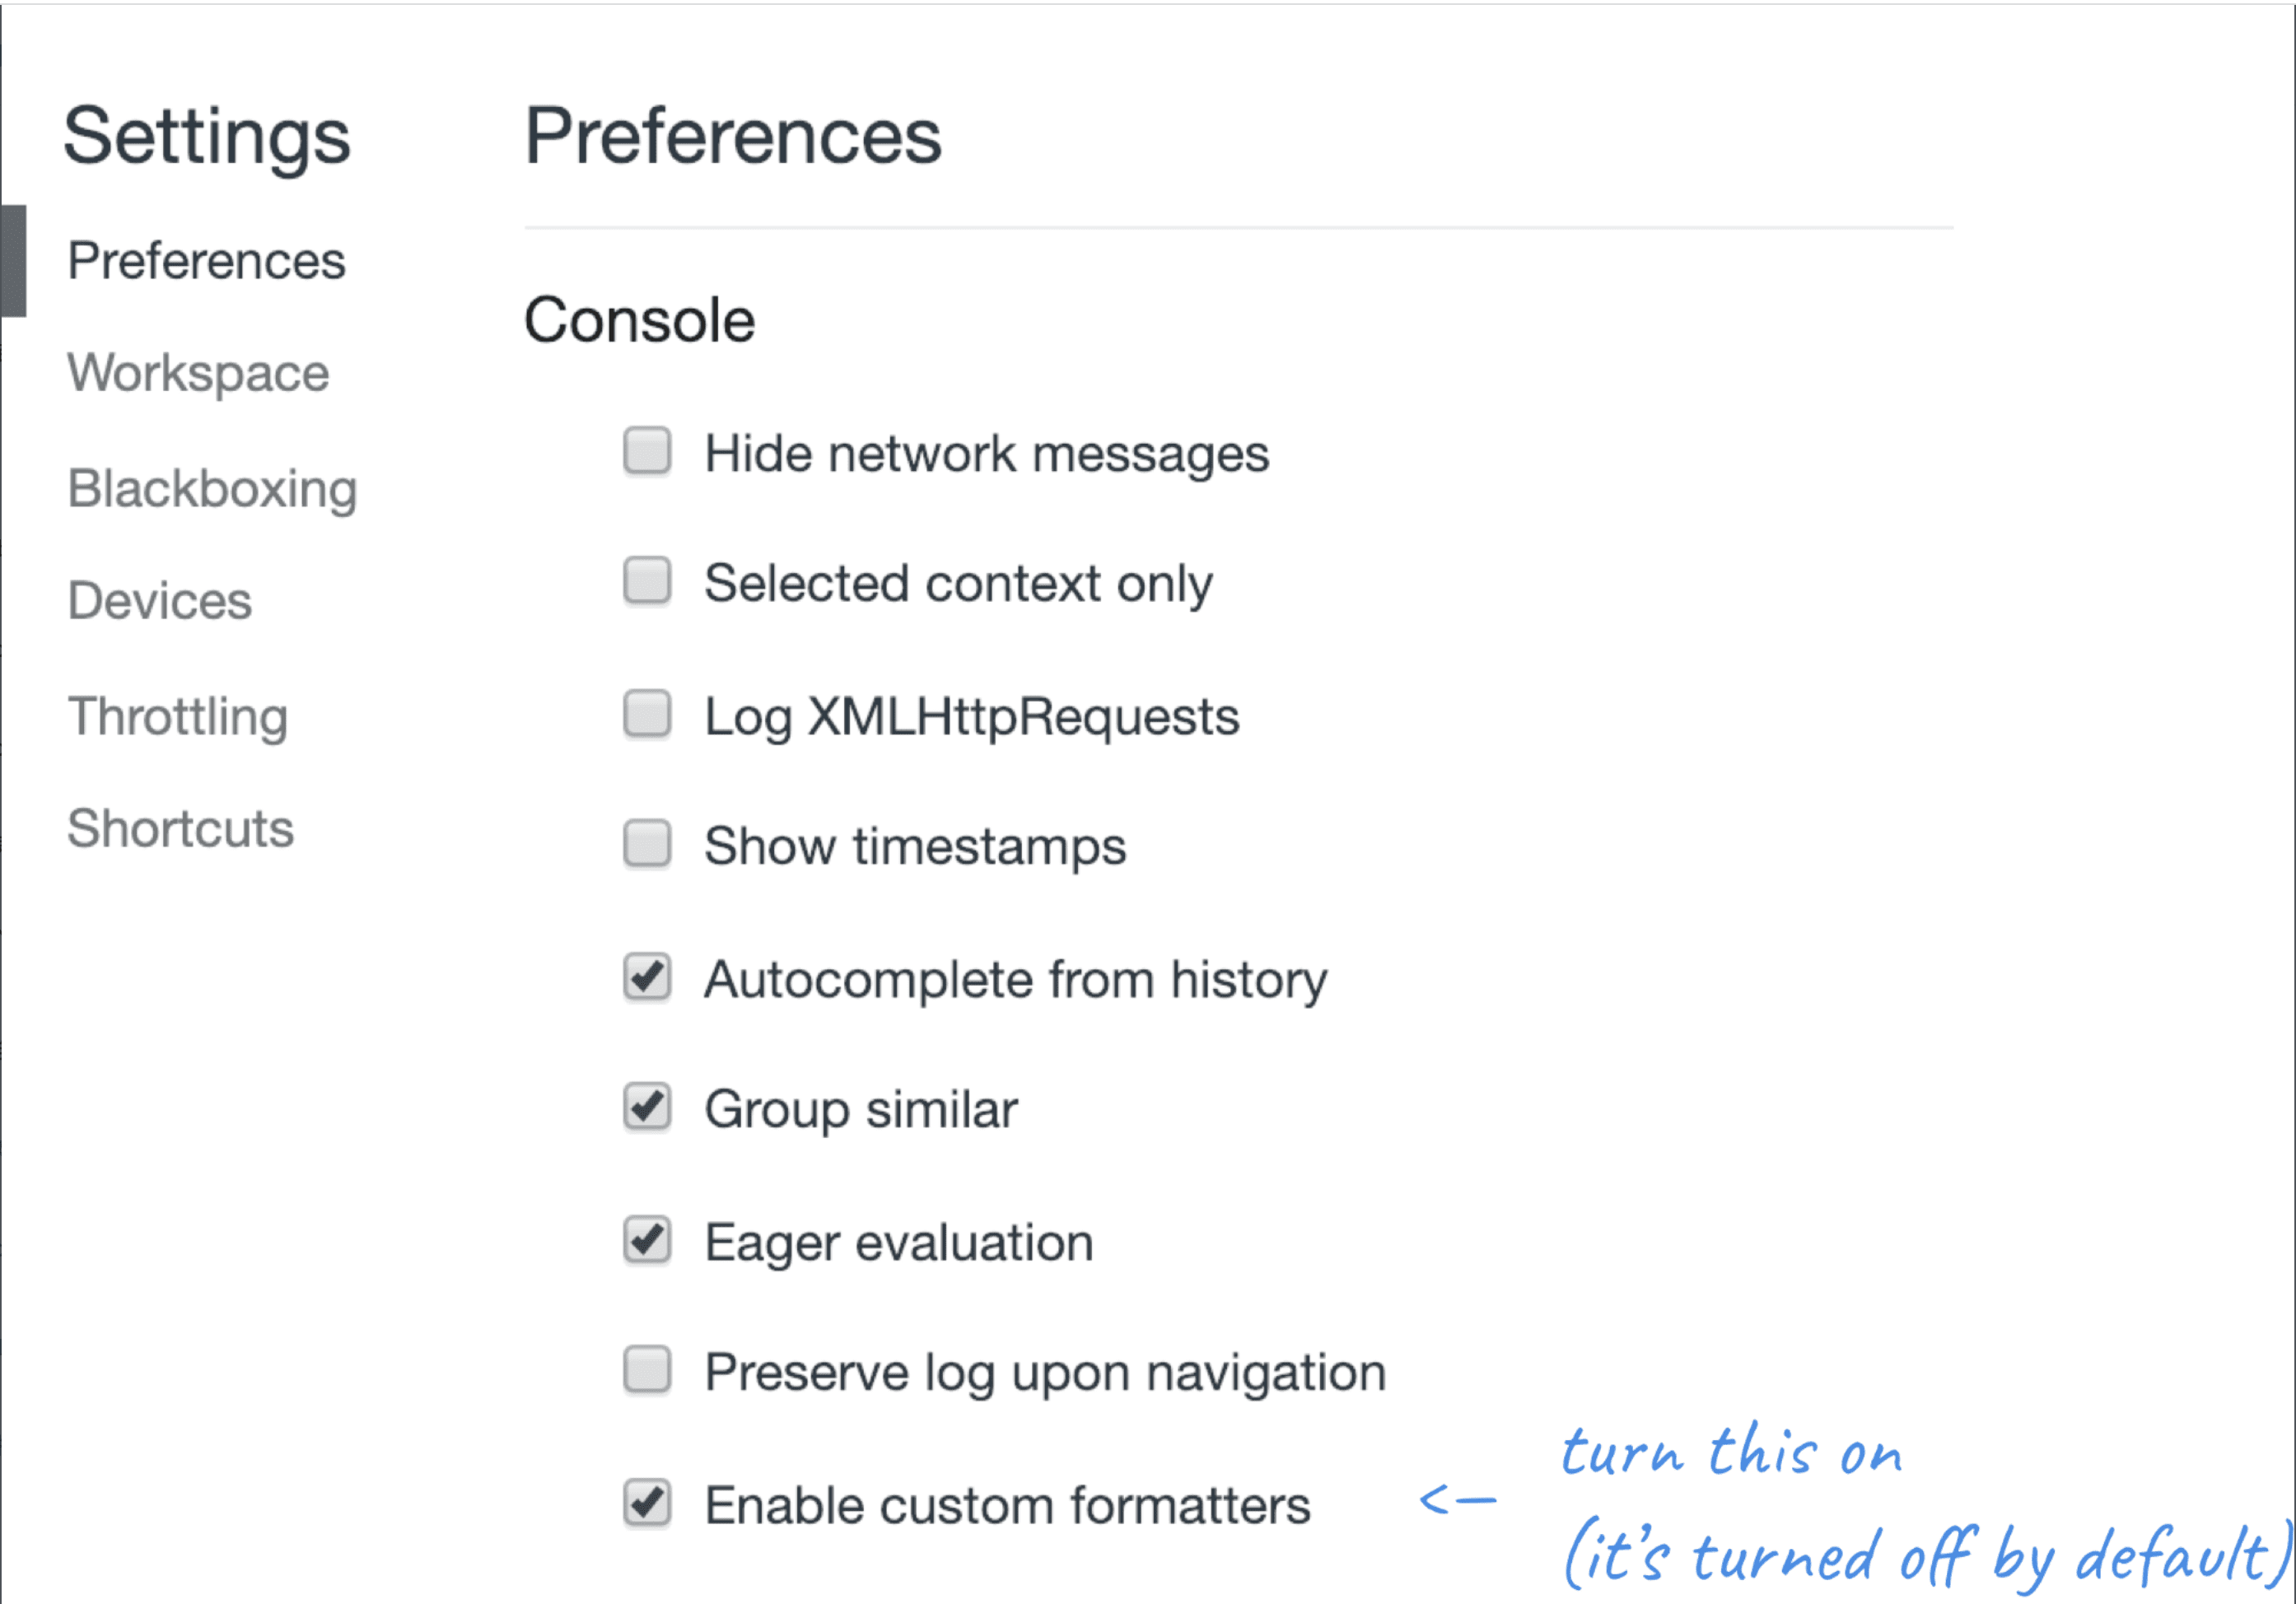 Settings
Preferences
Workspace
Blackboxing
Devices
Throttling
Shortcuts
Preferences
Console
Hide network messages
Selected context only
Log XMLHttpRequests
Show timestamps
Autocomplete from history
Group similar
Eager evaluation
Preserve log upon navigation
Enable custom formatters
<— turn this on
(it's turned off by default)